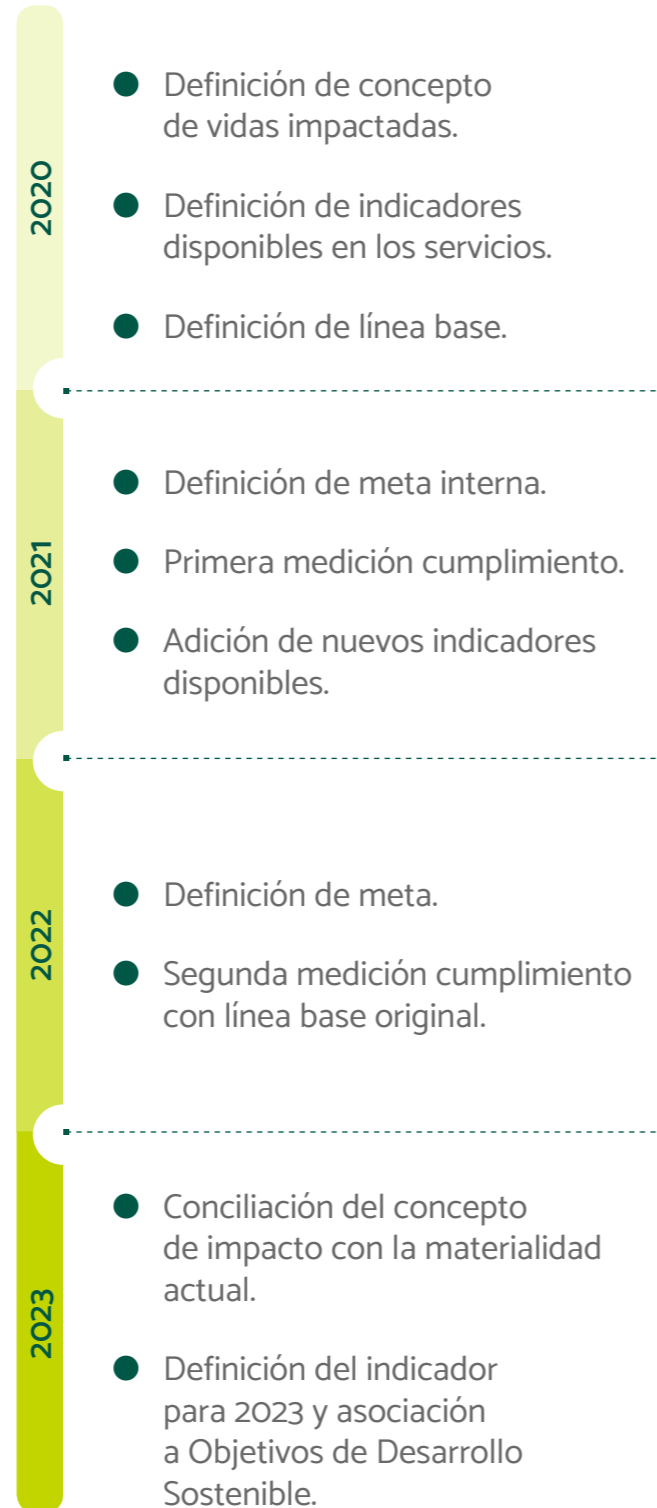 2020
Definición de concepto
de vidas impactadas.
Definición de indicadores
disponibles en los servicios.
Definición de línea base.
2021
Definición de meta interna.
Primera medición cumplimiento.
Adición de nuevos indicadores
disponibles.
2022
Definición de meta.
Segunda medición cumplimiento
con línea base original.
2023
Conciliación del concepto
de impacto con la materialidad
actual.
Definición del indicador
para 2023 y asociación
a Objetivos de Desarrollo
Sostenible.